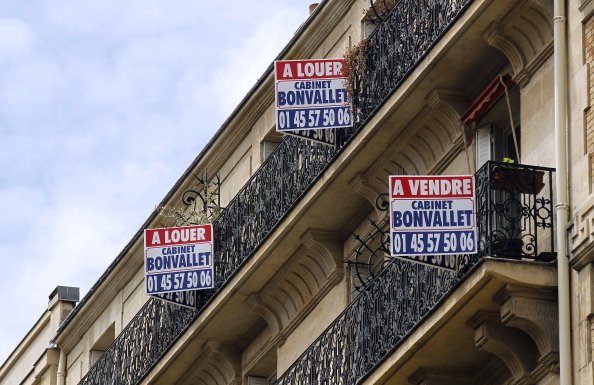 A LOUER
CABINET
BONVALLET
01 45 57 50 06
A VENDRE
CABINET
BONVALLET
01 45 57 50 06
A LOUER
CABINET
BONVALLET
01 45 57 50 06